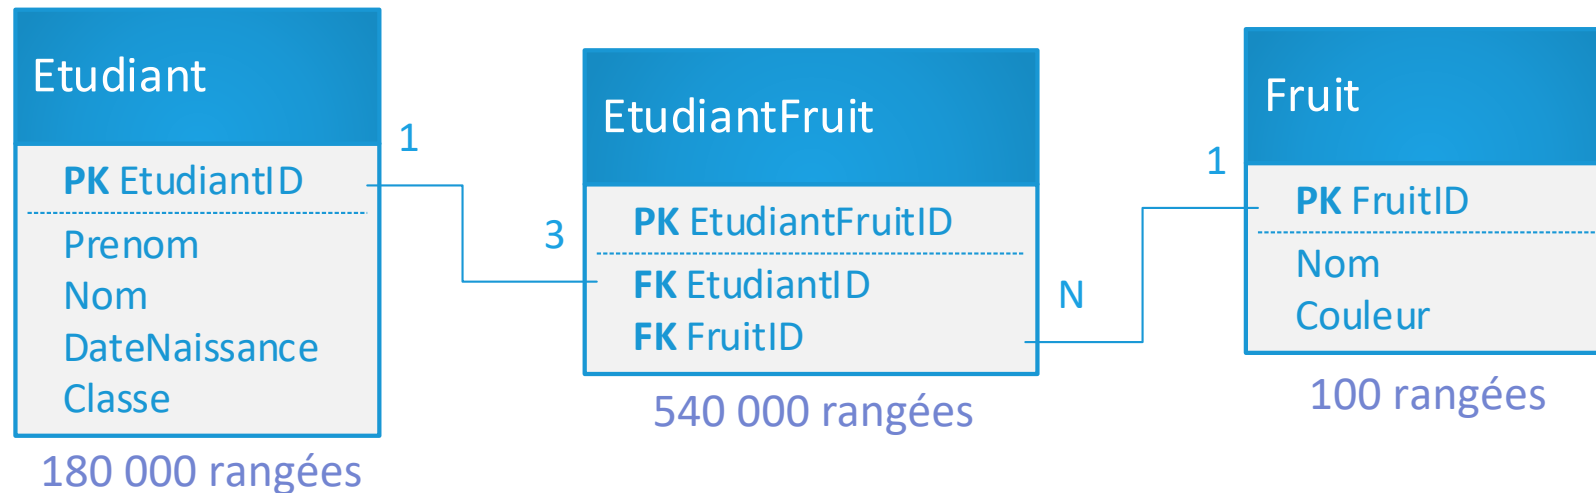 Etudiant
PK EtudiantID
Prenom
Nom
DateNaissance
Classe
180 000 rangées
1
3
EtudiantFruit
PK EtudiantFruitID
FK EtudiantID
FK FruitID
540 000 rangées
N
1
Fruit
PK FruitID
Nom
Couleur
100 rangées